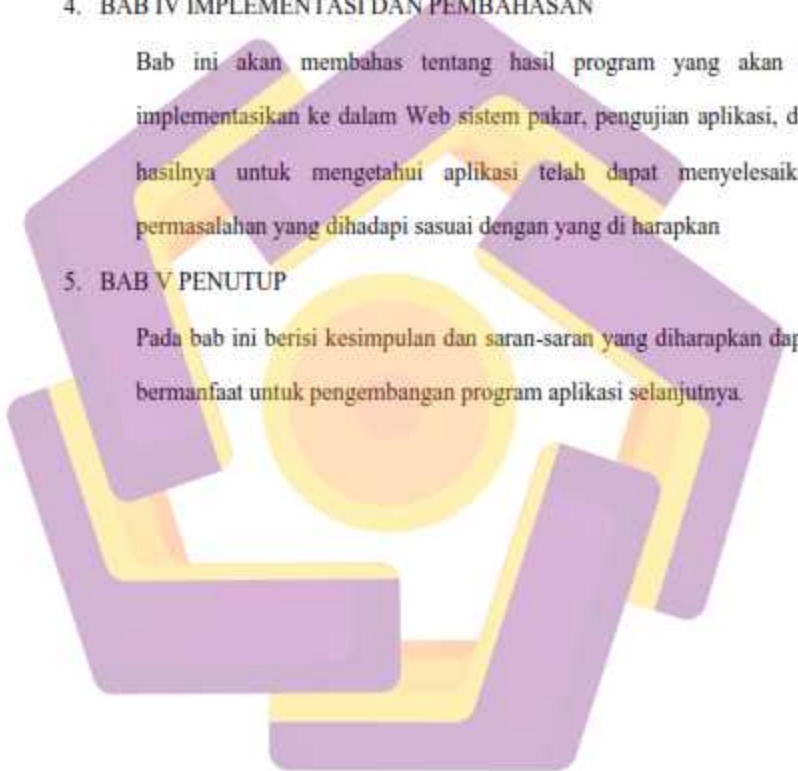 4. BAB IV IMPLEMENTASI DAN PEMBAHASAN
Bab ini akan membahas tentang hasil program yang akan
implementasikan ke dalam Web sistem pakar, pengujian aplikasi, d
hasilnya untuk mengetahui aplikasi telah dapat menyelesaik
permasalahan yang dihadapi sasuai dengan yang di harapkan
5. BAB V PENUTUP
Pada bab ini berisi kesimpulan dan saran-saran yang diharapkan dap
bermanfaat untuk pengembangan program aplikasi selanjutnya.